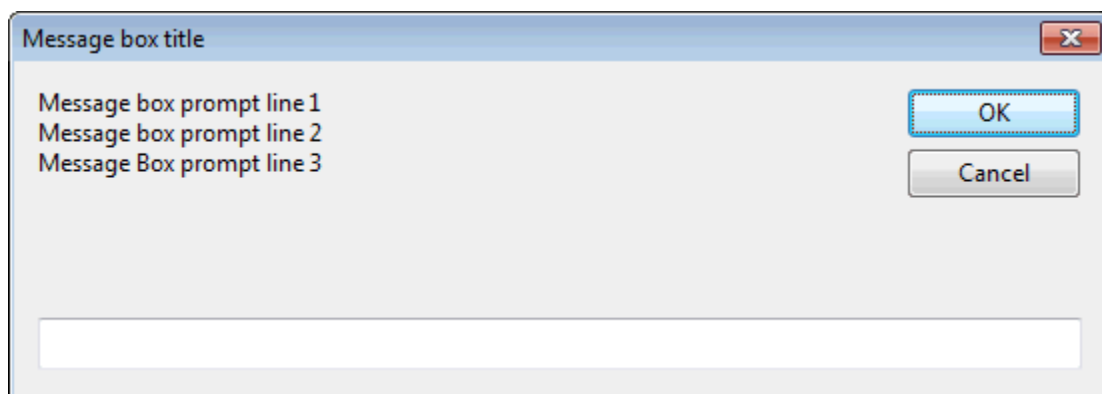 Message box title
Message box prompt line 1
Message box prompt line 2
Message Box prompt line 3
OK
Cancel